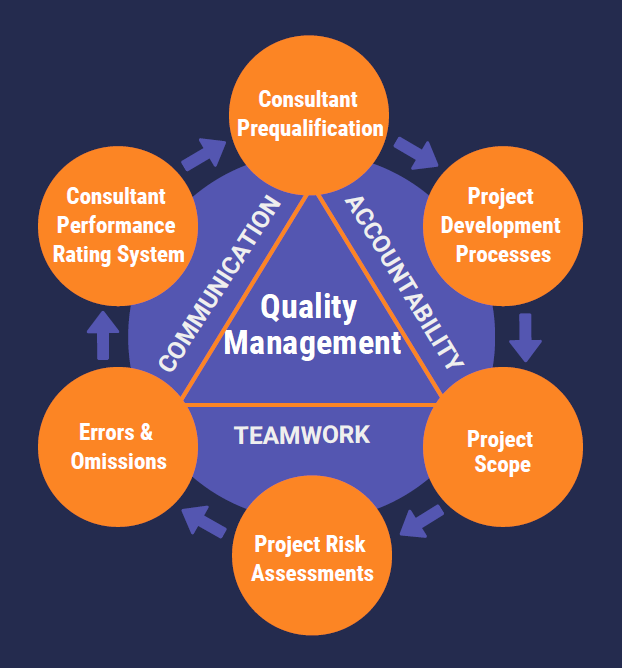 Consultant
Prequalification
Project
Development
Processes
Project
Scope
Project Risk
Assessments
Errors &
Omissions
Consultant
Performance
Rating System
COMMUNICATION
ACCOUNTABILITY
TEAMWORK
Quality
Management